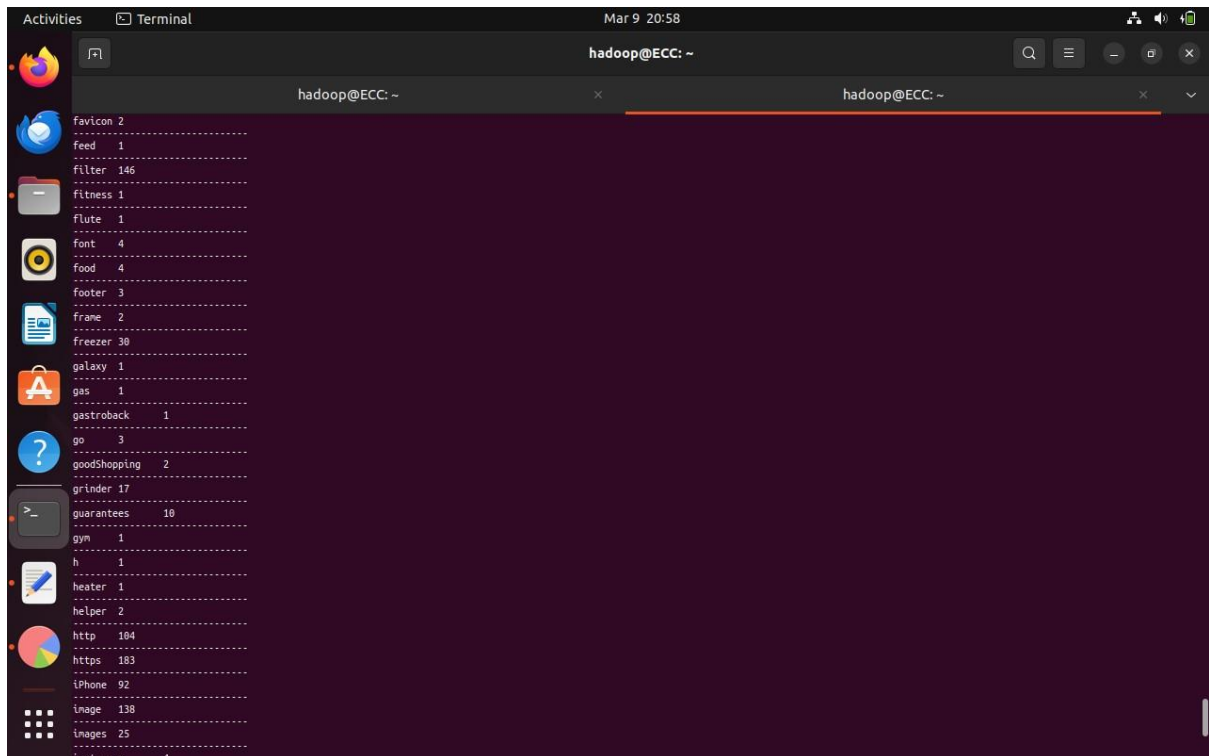 Activities Terminal Mar 9 20:58
hadoop@ECC: ~
hadoop@ECC: ~ hadoop@ECC: ~
favicon 2
-----------------------------
feed 1
-----------------------------
filter 146
-----------------------------
fitness 1
-----------------------------
flute 1
-----------------------------
font 4
-----------------------------
food 4
-----------------------------
footer 3
-----------------------------
frame 2
-----------------------------
freezer 30
-----------------------------
galaxy 1
-----------------------------
gas 1
-----------------------------
gastroback 1
-----------------------------
go 3
-----------------------------
goodShopping 2
-----------------------------
grinder 17
-----------------------------
guarantees 10
-----------------------------
gym 1
-----------------------------
h 1
-----------------------------
heater 1
-----------------------------
helper 2
-----------------------------
http 104
-----------------------------
https 183
-----------------------------
iPhone 92
-----------------------------
image 138
-----------------------------
images 25
-----------------------------